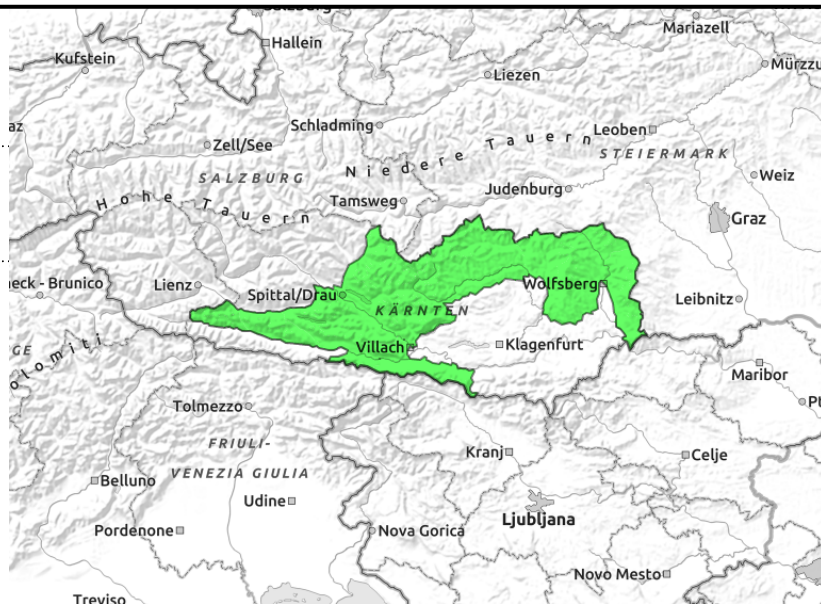 Mariazell
Hallein
Kufstein
Mürzzu
Liezen
Schladming
Leoben
Zell/See
Niedere Tauern
STEIERMARK
SALZBURG
Weiz
Judenburg
Hohe Tauern
Tamsweg
Graz
Lienz
eck - Brunico
Wolfsberg
Spittal/Drau
Leibnitz
KÄRNTEN
Klagenfurt
Villach
olomiti
Maribor
Tolmezzo
Pt
FRIULI-
VENEZIA GIULIA
Kranj
Celje
Belluno
Udine
Ljubljana
Pordenone
Nova Gorica
Novo Mesto
Treviso